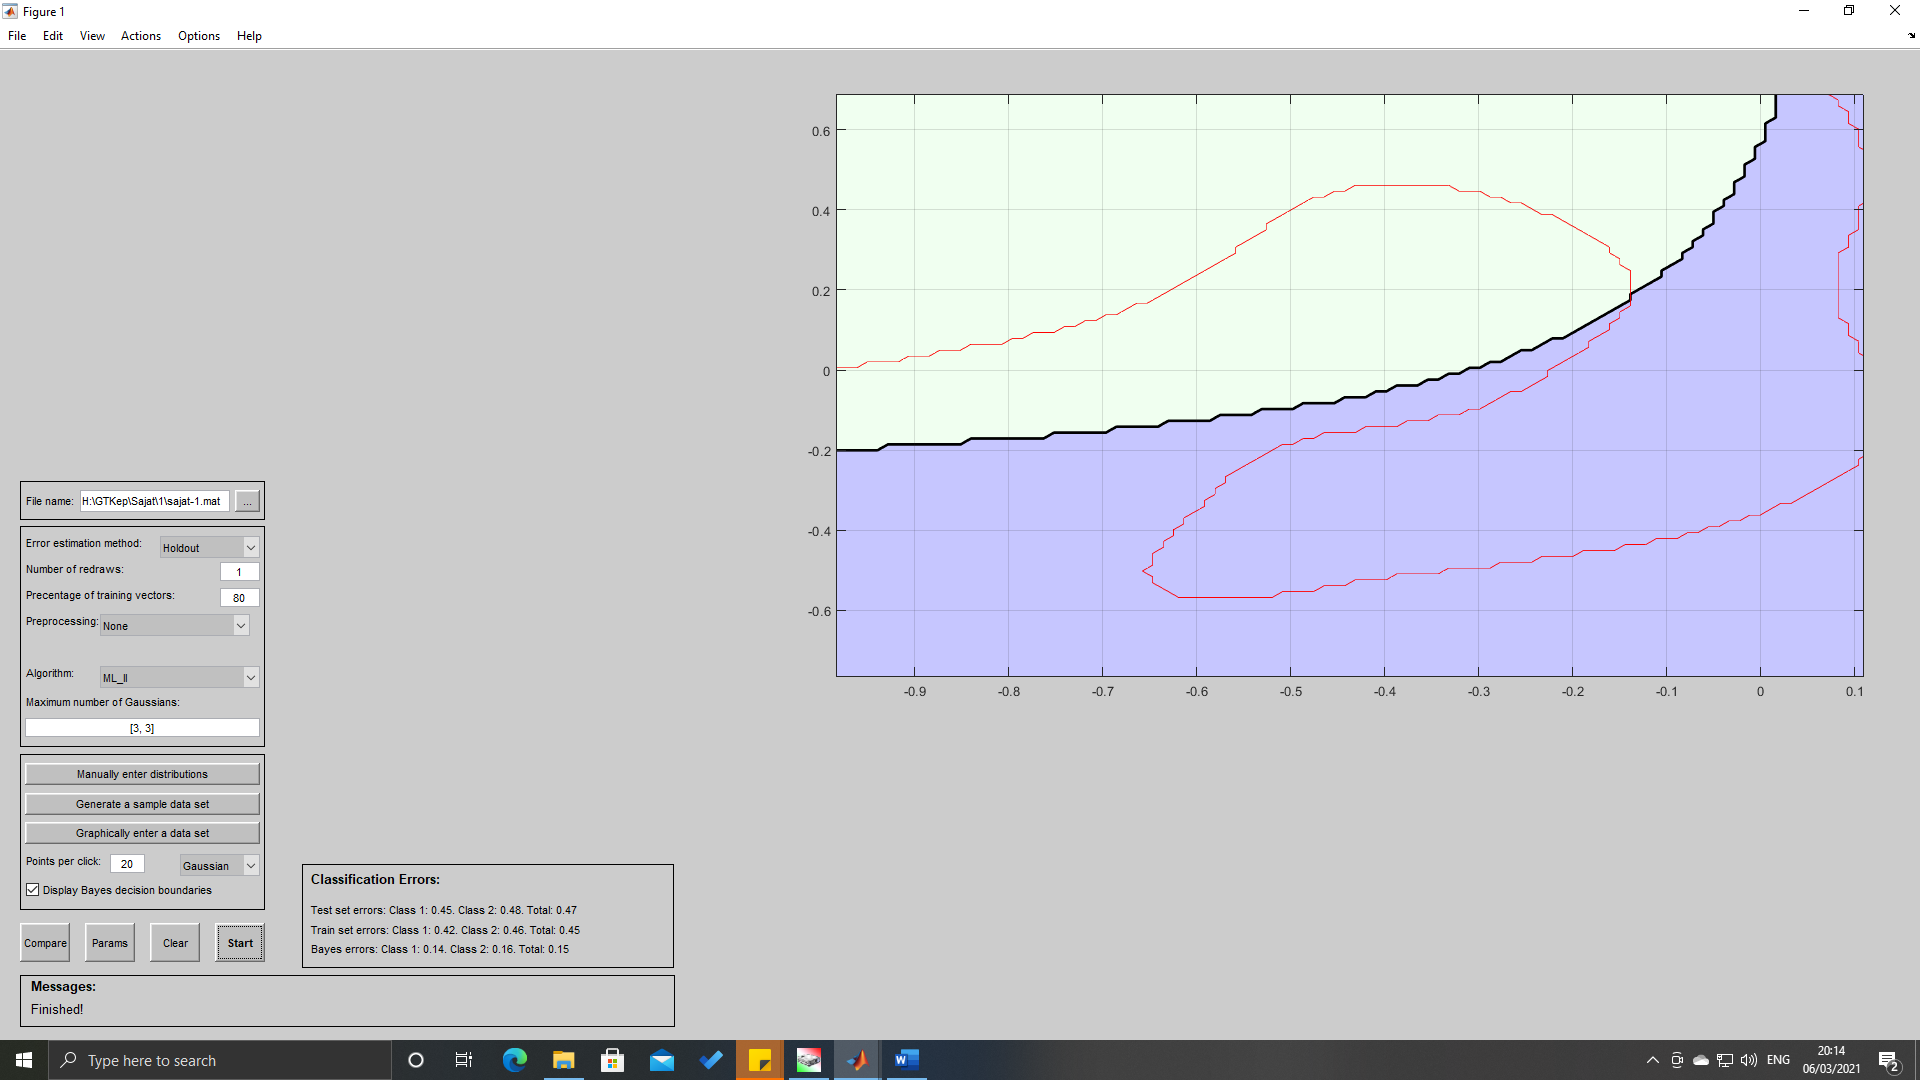 Figure 1
File Edit View Actions Options Help
0.6
0.4
0.2
0
-0.2
-0.4
-0.6
-0.9 -0.8 -0.7 -0.6 -0.5 -0.4 -0.3 -0.2 -0.1 0 0.1
File name: H:\GTKep\Sajat\1\sajat-1.mat ...
Error estimation method: Holdout
Number of redraws: 1
Precentage of training vectors: 80
Preprocessing: None
Algorithm: ML_II
Maximum number of Gaussians:
[3, 3]
Manually enter distributions
Generate a sample data set
Graphically enter a data set
Points per click: 20 Gaussian
Display Bayes decision boundaries
Compare Params Clear Start
Classification Errors:
Test set errors: Class 1: 0.45. Class 2: 0.48. Total: 0.47
Train set errors: Class 1: 0.42. Class 2: 0.46. Total: 0.45
Bayes errors: Class 1: 0.14. Class 2: 0.16. Total: 0.15
Messages:
Finished!
Type here to search
W
ENG
20:14
06/03/2021
2